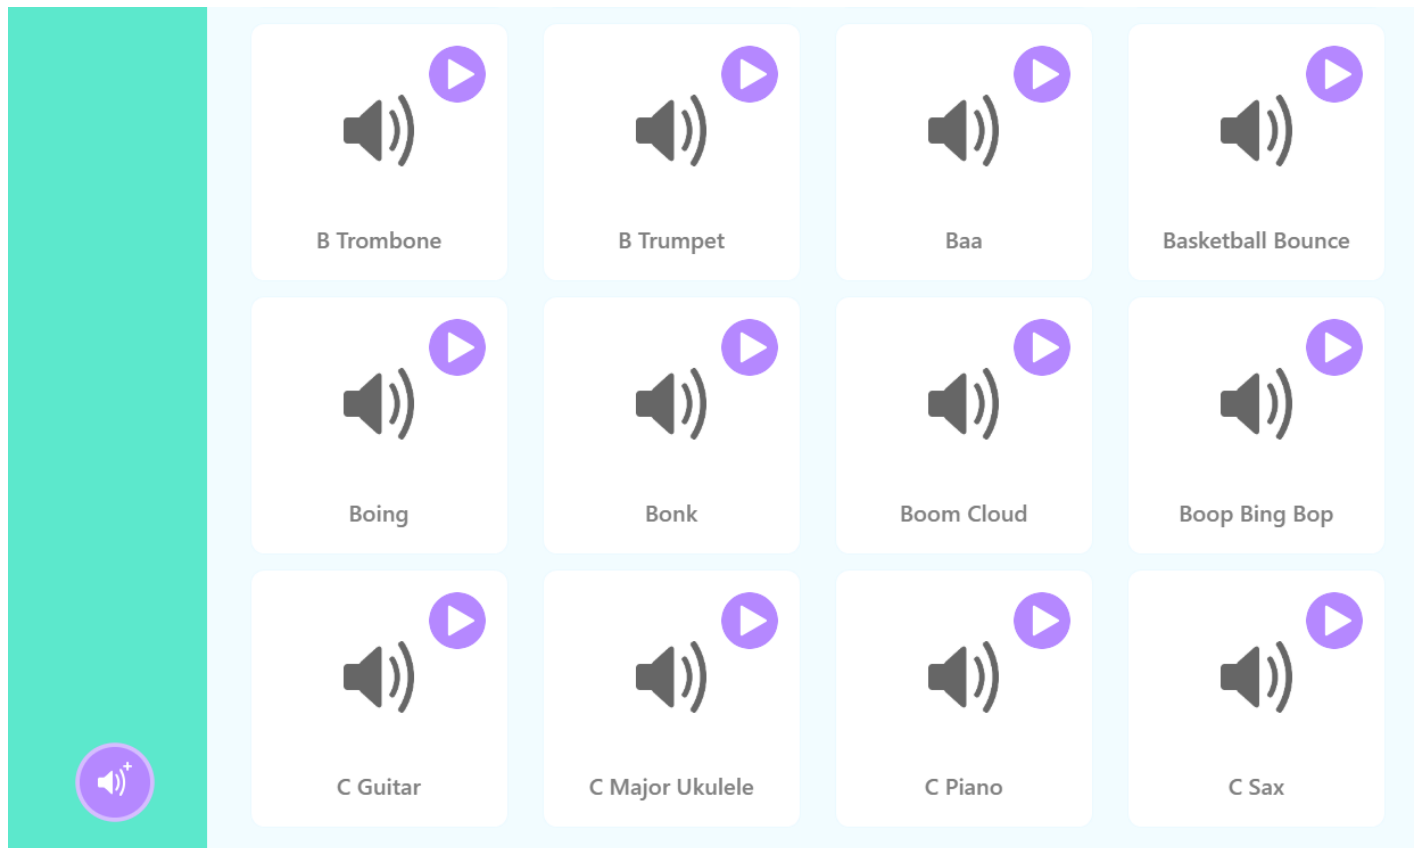 B Trombone
B Trumpet
Baa
Basketball Bounce
Boing
Bonk
Boom Cloud
Boop Bing Bop
C Guitar
C Major Ukulele
C Piano
C Sax